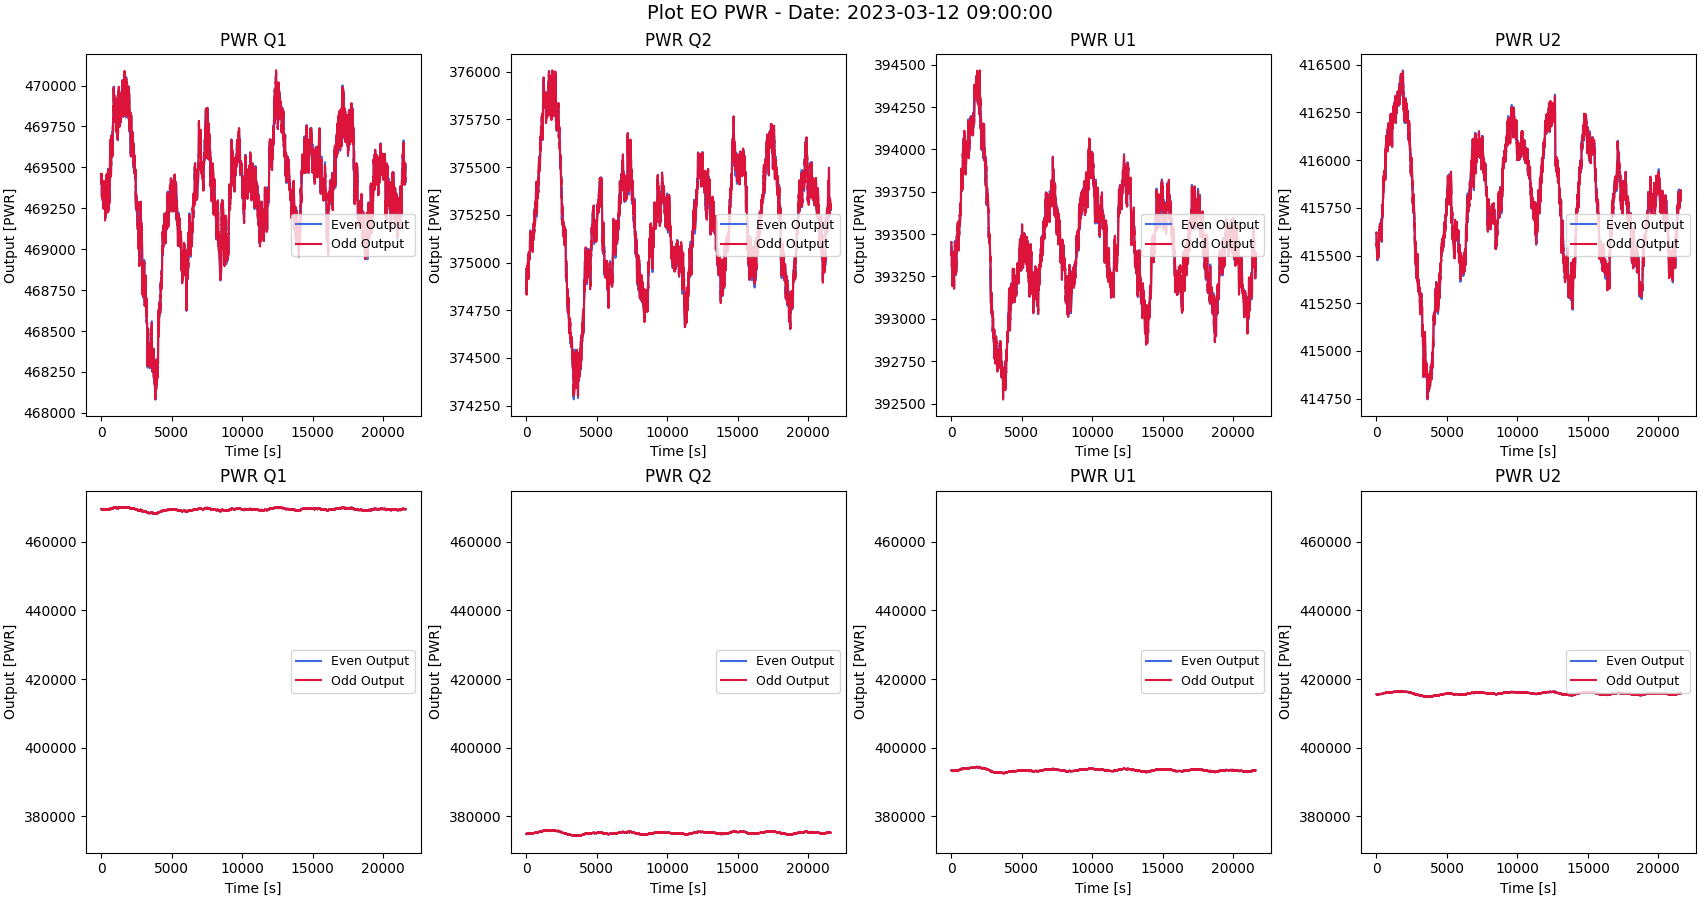 Plot EO PWR - Date: 2023-03-12 09:00:00
PWR Q1
Output [PWR]
470000
469750
469500
469250
469000
468750
468500
468250
468000
Even Output
Odd Output
0 5000 10000 15000 20000
Time [s]
PWR Q2
Output [PWR]
376000
375750
375500
375250
375000
374750
374500
374250
Even Output
Odd Output
0 5000 10000 15000 20000
Time [s]
PWR U1
Output [PWR]
394500
394250
394000
393750
393500
393250
393000
392750
392500
Even Output
Odd Output
0 5000 10000 15000 20000
Time [s]
PWR U2
Output [PWR]
416500
416250
416000
415750
415500
415250
415000
414750
Even Output
Odd Output
0 5000 10000 15000 20000
Time [s]
PWR Q1
Output [PWR]
460000
440000
420000
400000
380000
Even Output
Odd Output
0 5000 10000 15000 20000
Time [s]
PWR Q2
Output [PWR]
460000
440000
420000
400000
380000
Even Output
Odd Output
0 5000 10000 15000 20000
Time [s]
PWR U1
Output [PWR]
460000
440000
420000
400000
380000
Even Output
Odd Output
0 5000 10000 15000 20000
Time [s]
PWR U2
Output [PWR]
460000
440000
420000
400000
380000
Even Output
Odd Output
0 5000 10000 15000 20000
Time [s]